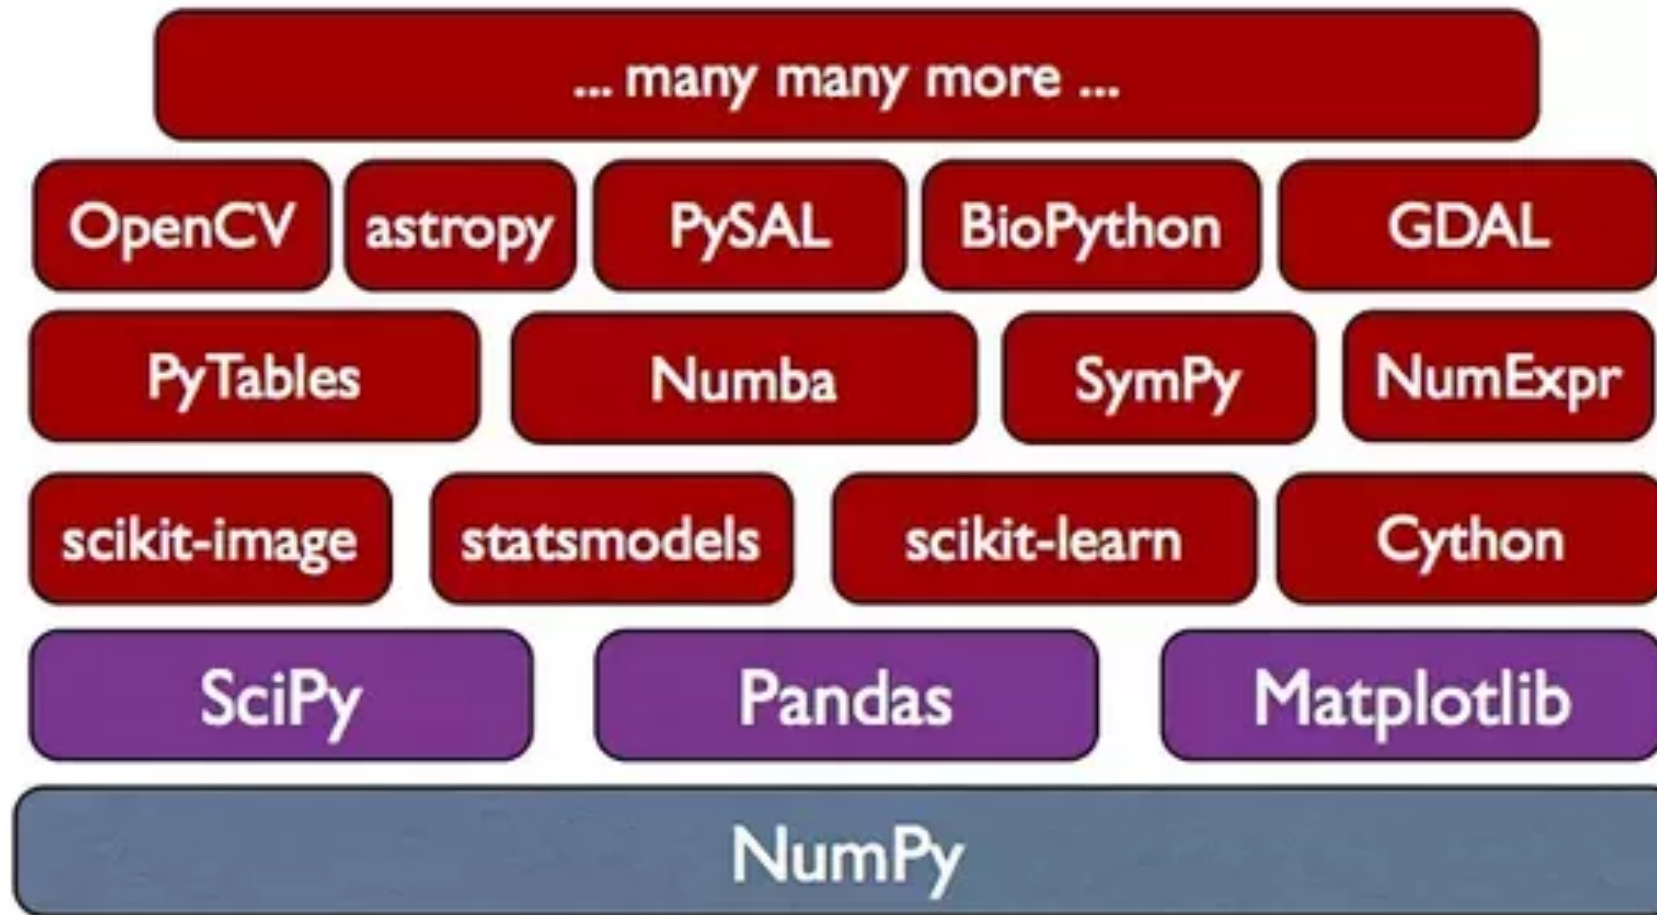 ... many many more ...
OpenCV astropy PySAL BioPython GDAL
PyTables Numba SymPy NumExpr
scikit-image statsmodels scikit-learn Cython
SciPy Pandas Matplotlib
NumPy